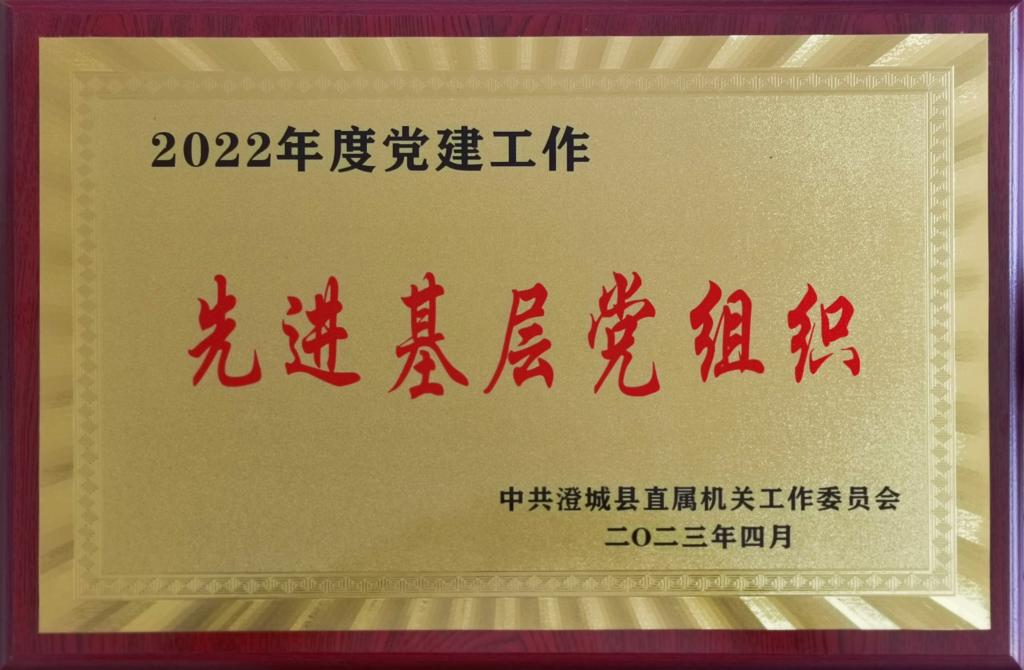 2022年度党建工作
先进基层党组织
中共澄城县直属机关工作委员会
二O二三年四月